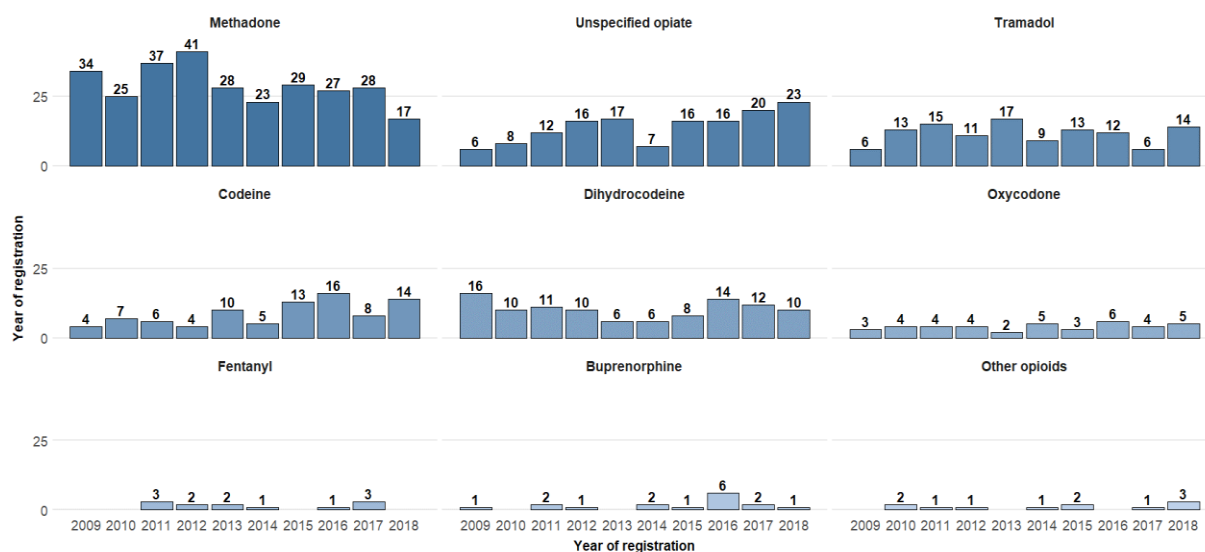 Methadone Unspecified opiate Tramadol
34 25 37 41 28 23 29 27 28 17
6 8 12 16 17 7 16 16 20 23
6 13 15 11 17 9 13 12 6 14
25
0
Codeine Dihydrocodeine Oxycodone
4 7 6 4 10 5 13 16 8 14
16 10 11 10 6 6 8 14 12 10
3 4 4 4 2 5 3 6 4 5
25
0
Year of registration
Fentanyl Buprenorphine Other opioids
3 2 2 1 1 3
1 2 1 2 1 6 2 1
2 1 1 1 2 1 3
25
0
2009 2010 2011 2012 2013 2014 2015 2016 2017 2018
2009 2010 2011 2012 2013 2014 2015 2016 2017 2018
2009 2010 2011 2012 2013 2014 2015 2016 2017 2018
Year of registration